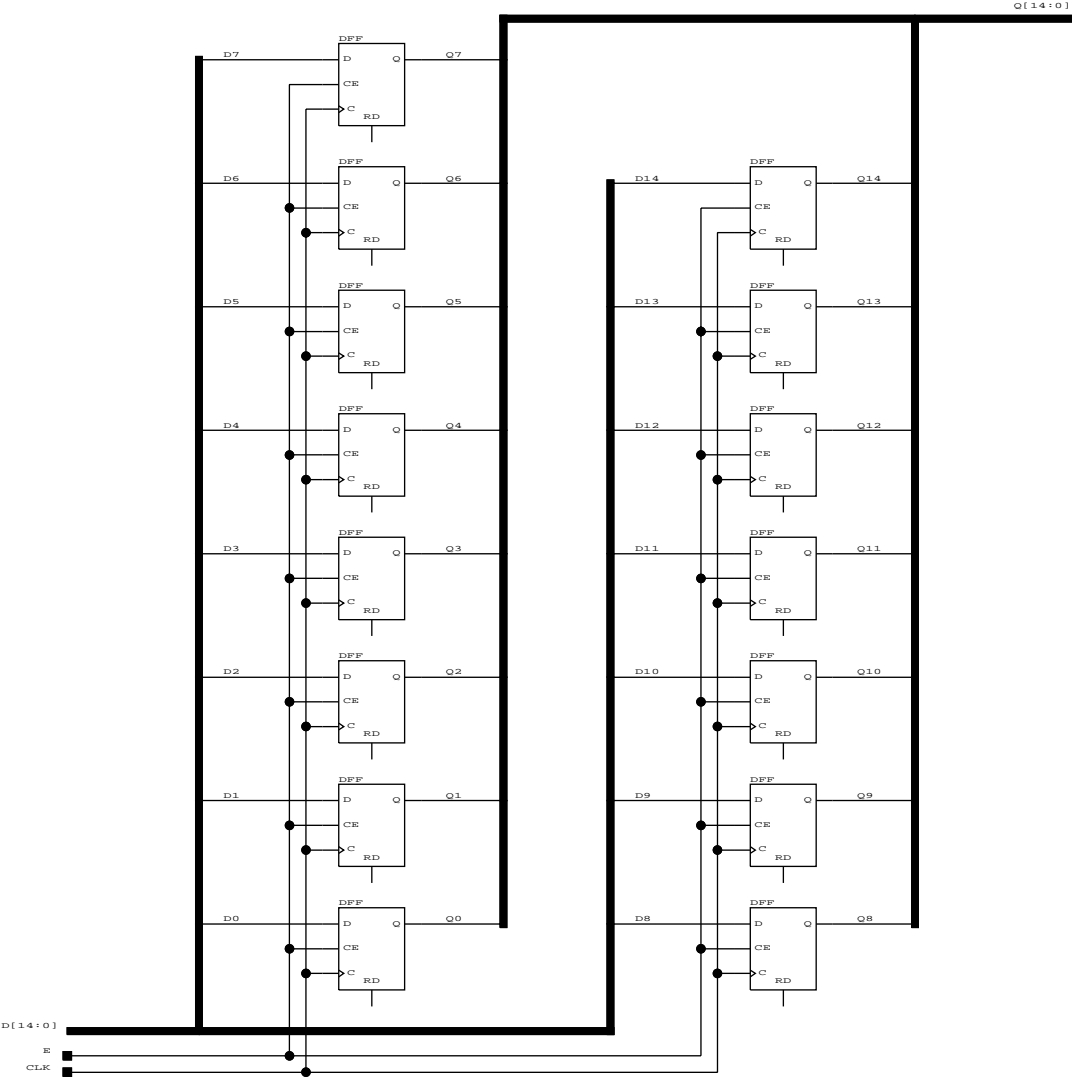 Q[14:0]
DFF
D7 D Q Q7
CE
C
RD
DFF
D6 D Q Q6
CE
C
RD
DFF
D14 D Q Q14
CE
C
RD
DFF
D5 D Q Q5
CE
C
RD
DFF
D13 D Q Q13
CE
C
RD
DFF
D4 D Q Q4
CE
C
RD
DFF
D12 D Q Q12
CE
C
RD
DFF
D3 D Q Q3
CE
C
RD
DFF
D11 D Q Q11
CE
C
RD
DFF
D2 D Q Q2
CE
C
RD
DFF
D10 D Q Q10
CE
C
RD
DFF
D1 D Q Q1
CE
C
RD
DFF
D9 D Q Q9
CE
C
RD
DFF
D0 D Q Q0
CE
C
RD
DFF
D8 D Q Q8
CE
C
RD
D[14:0]
E
CLK